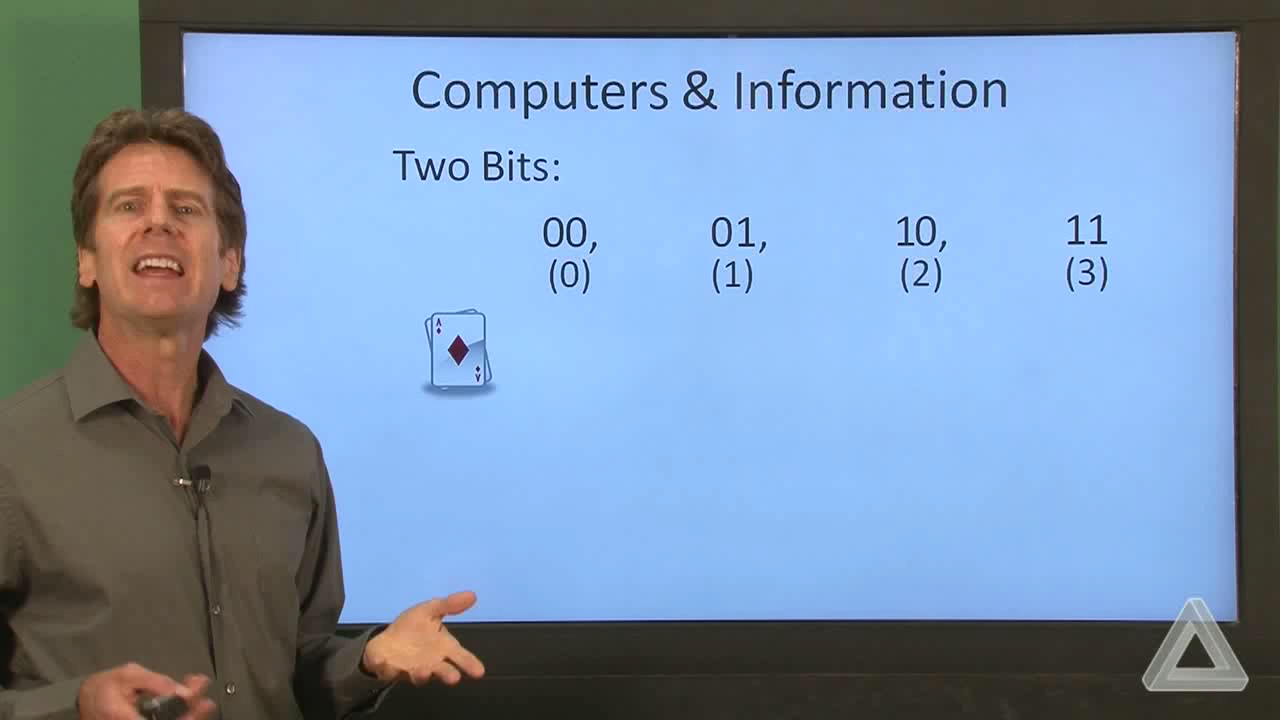 Computers & Information
Two Bits:
00, 01, 10, 11
(0) (1) (2) (3)
A
A